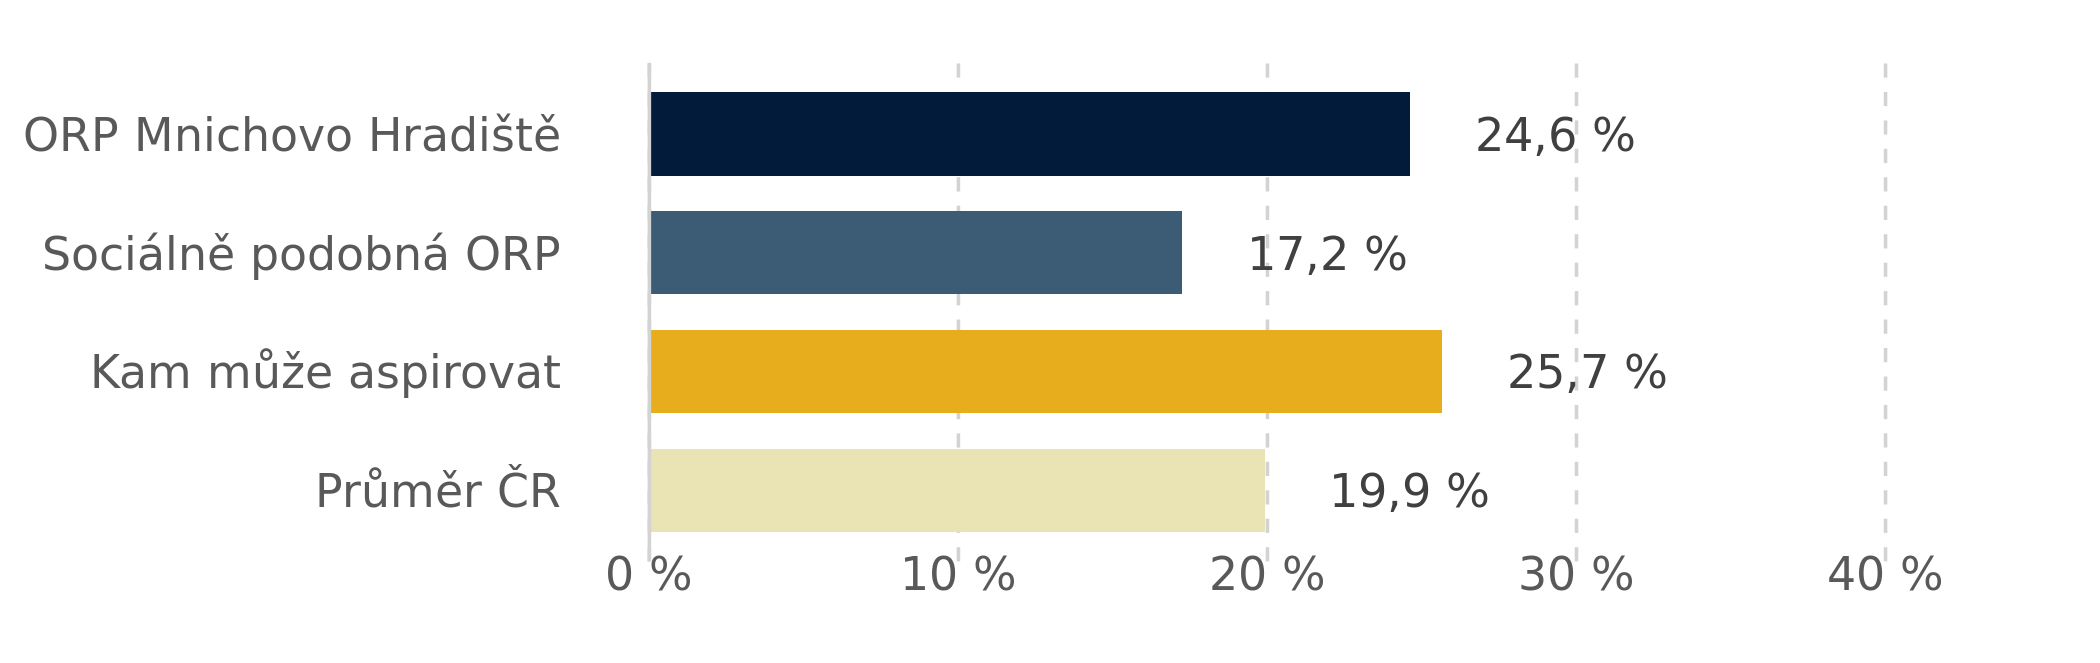 ORP Mnichovo Hradiště 24,6 %
Sociálně podobná ORP 17,2 %
Kam může aspirovat 25,7 %
Průměr ČR 19,9 %
0 % 10 % 20 % 30 % 40 %